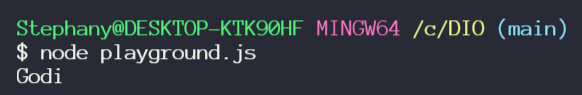 Stephany@DESKTOP-KTK90HF MINGW64 /c/DIO (main)
$ node playground.js
Godi